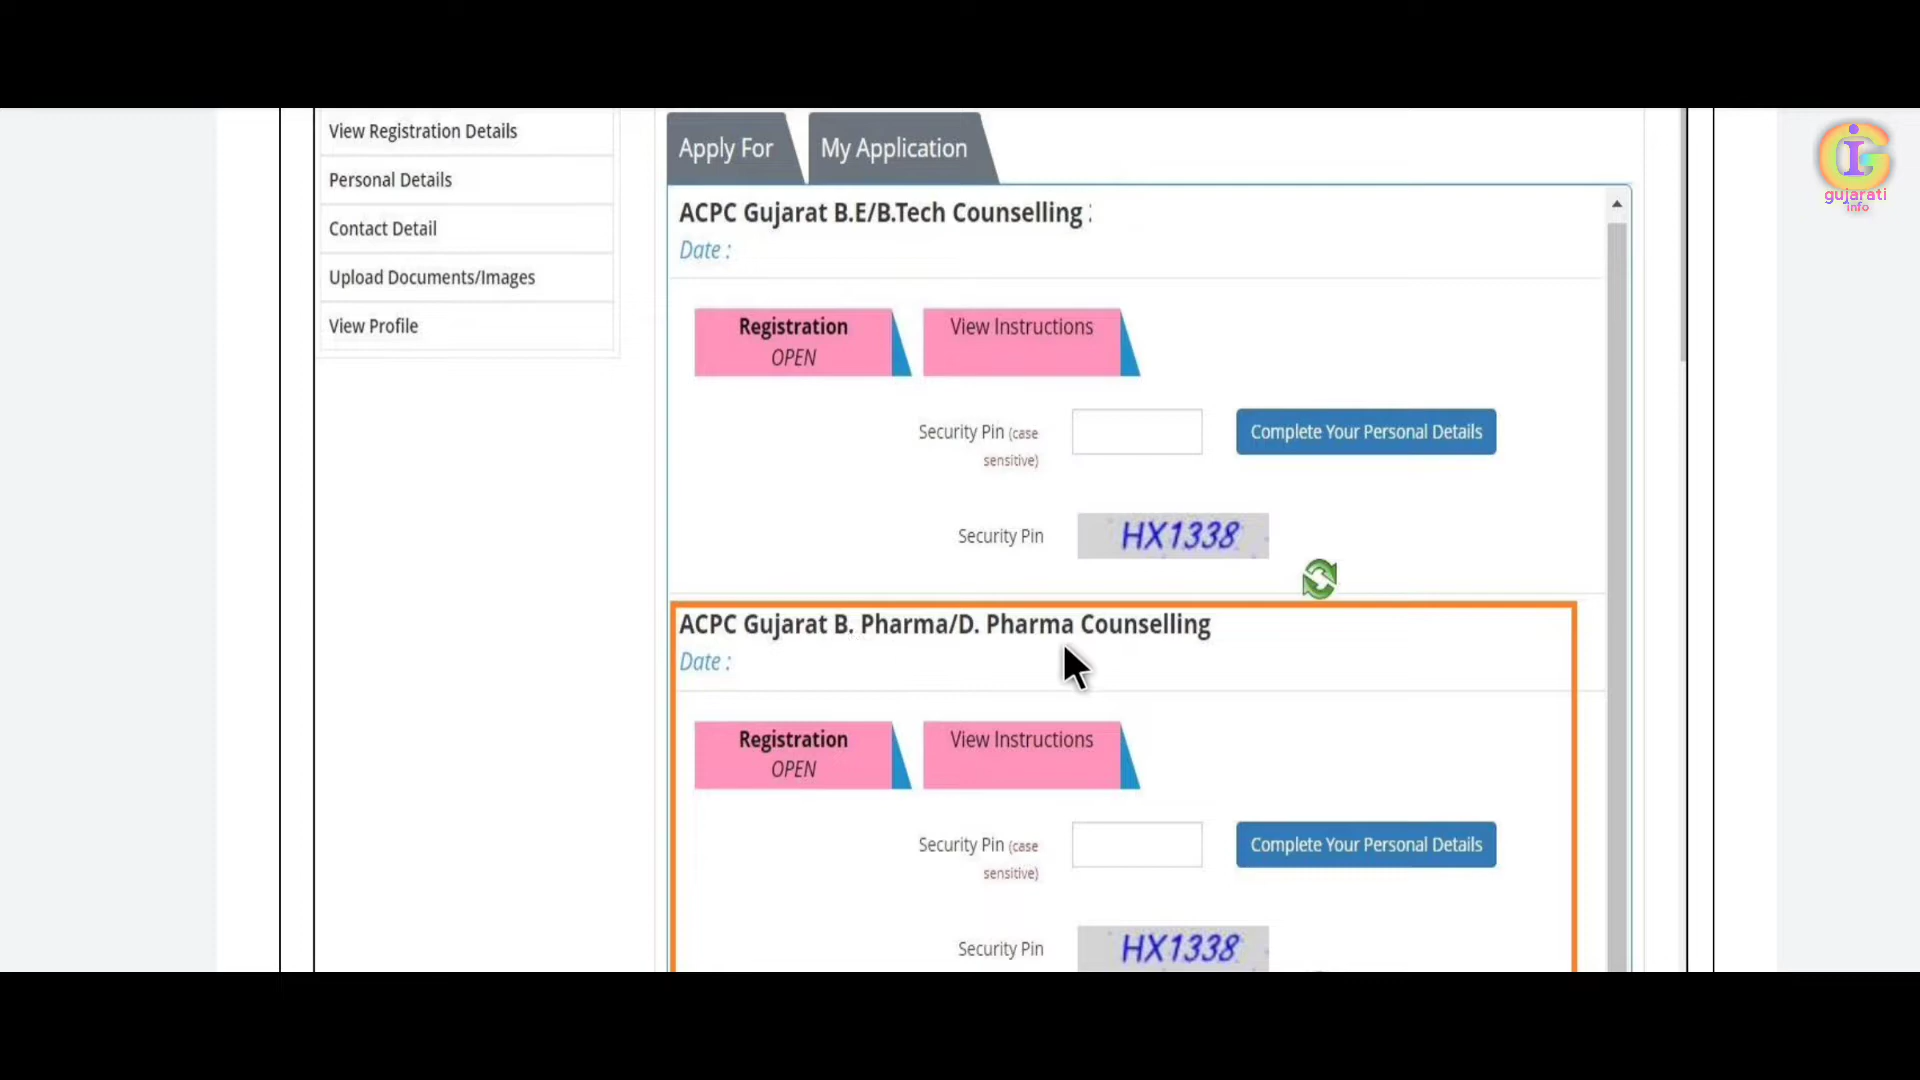 View Registration Details
Personal Details
Contact Detail
Upload Documents/Images
View Profile
Apply For
My Application
ACPC Gujarat B.E/B.Tech Counselling :
Date :
Registration
OPEN
View Instructions
Security Pin (case
sensitive)
Complete Your Personal Details
Security Pin
HX1338
ACPC Gujarat B. Pharma/D. Pharma Counselling
Date :
Registration
OPEN
View Instructions
Security Pin (case
sensitive)
Complete Your Personal Details
Security Pin
HX1338
iG
gujarati
info